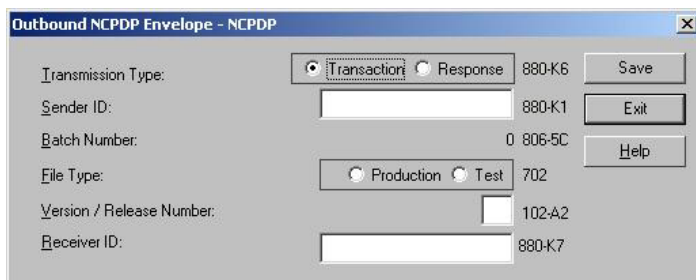 Outbound NCPDP Envelope - NCPDP
Transmission Type: Transaction Response 880-K6 Save
Sender ID: 880-K1 Exit
Batch Number: 0 806-5C Help
File Type: Production Test 702
Version / Release Number: 102-A2
Receiver ID: 880-K7